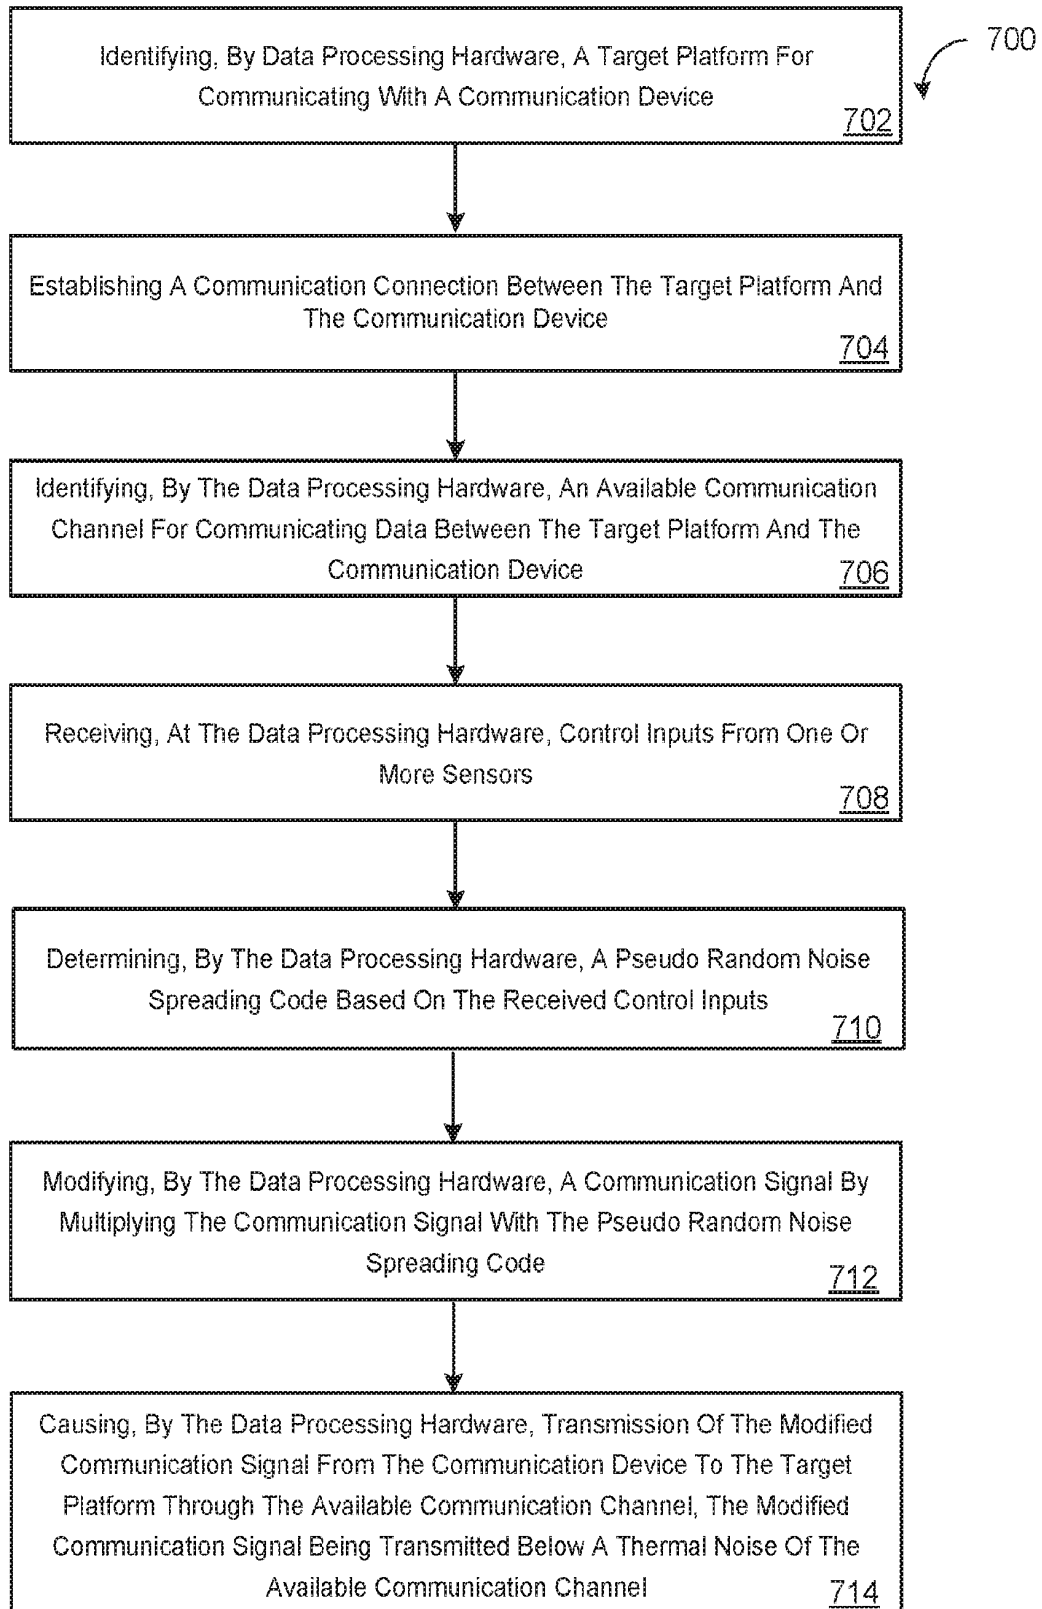 Identifying, By Data Processing Hardware, A Target Platform For
Communicating With A Communication Device
702
700
Establishing A Communication Connection Between The Target Platform And
The Communication Device
704
Identifying, By The Data Processing Hardware, An Available Communication
Channel For Communicating Data Between The Target Platform And The
Communication Device
706
Receiving, At The Data Processing Hardware, Control Inputs From One Or
More Sensors
708
Determining, By The Data Processing Hardware, A Pseudo Random Noise
Spreading Code Based On The Received Control Inputs
710
Modifying, By The Data Processing Hardware, A Communication Signal By
Multiplying The Communication Signal With The Pseudo Random Noise
Spreading Code
712
Causing, By The Data Processing Hardware, Transmission Of The Modified
Communication Signal From The Communication Device To The Target
Platform Through The Available Communication Channel, The Modified
Communication Signal Being Transmitted Below A Thermal Noise Of The
Available Communication Channel
714